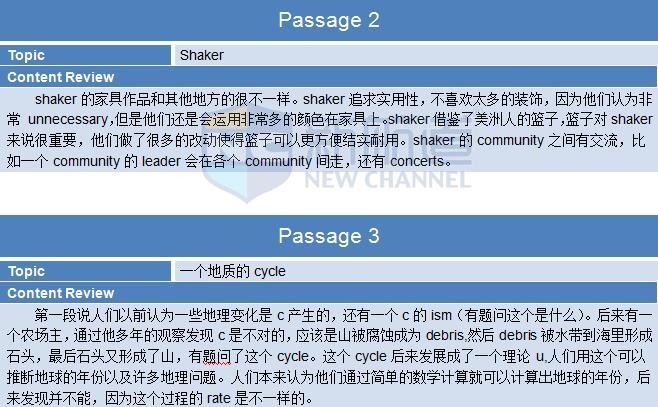 Passage 2
Topic Shaker
Content Review
shaker 的家具作品和其他地方的很不一样。shaker 追求实用性，不喜欢太多的装饰，因为他们认为非
常 unnecessary,但是他们还是会运用非常多的颜色在家具上。shaker 借鉴了美洲人的篮子,篮子对 shaker
来说很重要，他们做了很多的改动使得篮子可以更方便结实耐用。shaker 的 community 之间有交流，比
如一个 community 的 leader 会在各个 community 间走，还有 concerts。
NEW CHANNEL
Passage 3
Topic 一个地质的 cycle
Content Review
第一段说人们以前认为一些地理变化是 c 产生的，还有一个 c 的 ism（有题问这个是什么）。后来有一
个农场主，通过他多年的观察发现 c 是不对的，应该是山被腐蚀成为 debris,然后 debris 被水带到海里形成
石头，最后石头又形成了山，有题问了这个 cycle。这个 cycle 后来发展成了一个理论 u,人们用这个可以
推断地球的年份以及许多地理问题。人们本来认为他们通过简单的数学计算就可以计算出地球的年份，后
来发现并不能，因为这个过程的 rate 是不一样的。